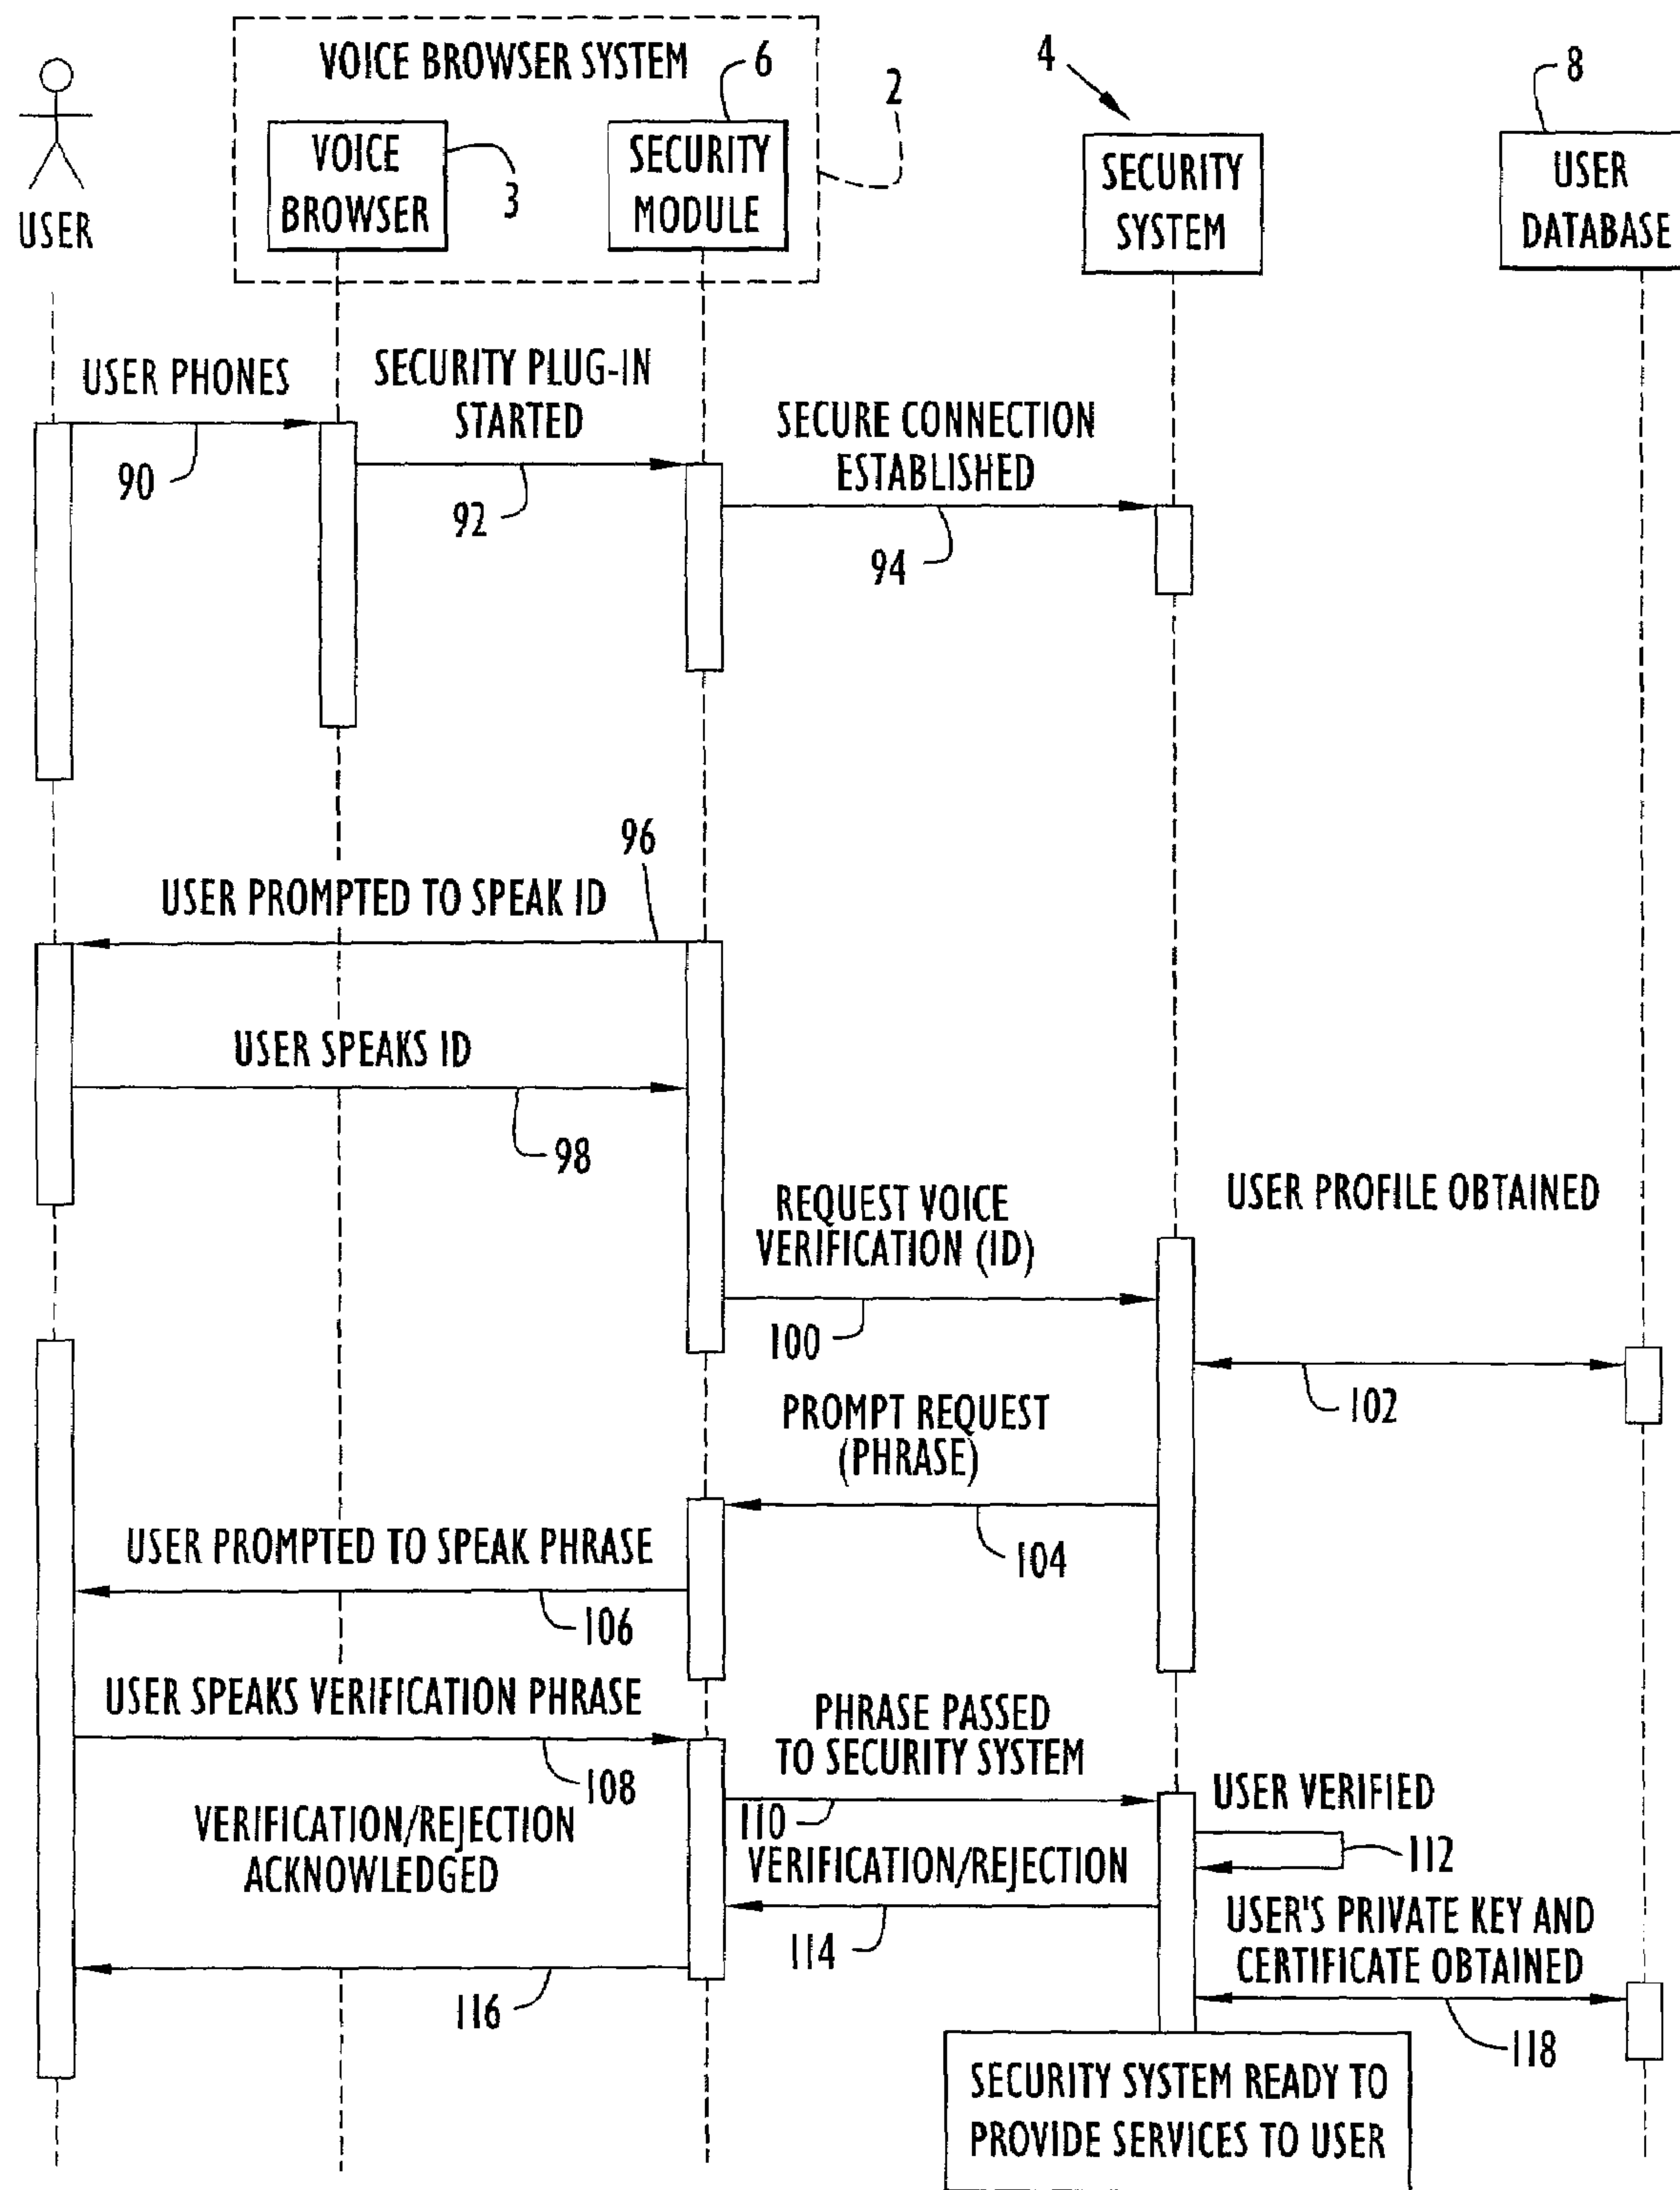 VOICE BROWSER SYSTEM
6
4
8
2
VOICE
BROWSER
3
SECURITY
MODULE
SECURITY
SYSTEM
USER
DATABASE
USER
USER PHONES
90
SECURITY PLUG-IN
STARTED
92
SECURE CONNECTION
ESTABLISHED
94
96
USER PROMPTED TO SPEAK ID
USER SPEAKS ID
98
REQUEST VOICE
VERIFICATION (ID)
100
USER PROFILE OBTAINED
102
PROMPT REQUEST
(PHRASE)
104
USER PROMPTED TO SPEAK PHRASE
106
USER SPEAKS VERIFICATION PHRASE
108
PHRASE PASSED
TO SECURITY SYSTEM
110
USER VERIFIED
112
VERIFICATION/REJECTION
ACKNOWLEDGED
VERIFICATION/REJECTION
114
116
USER'S PRIVATE KEY AND
CERTIFICATE OBTAINED
118
SECURITY SYSTEM READY TO
PROVIDE SERVICES TO USER